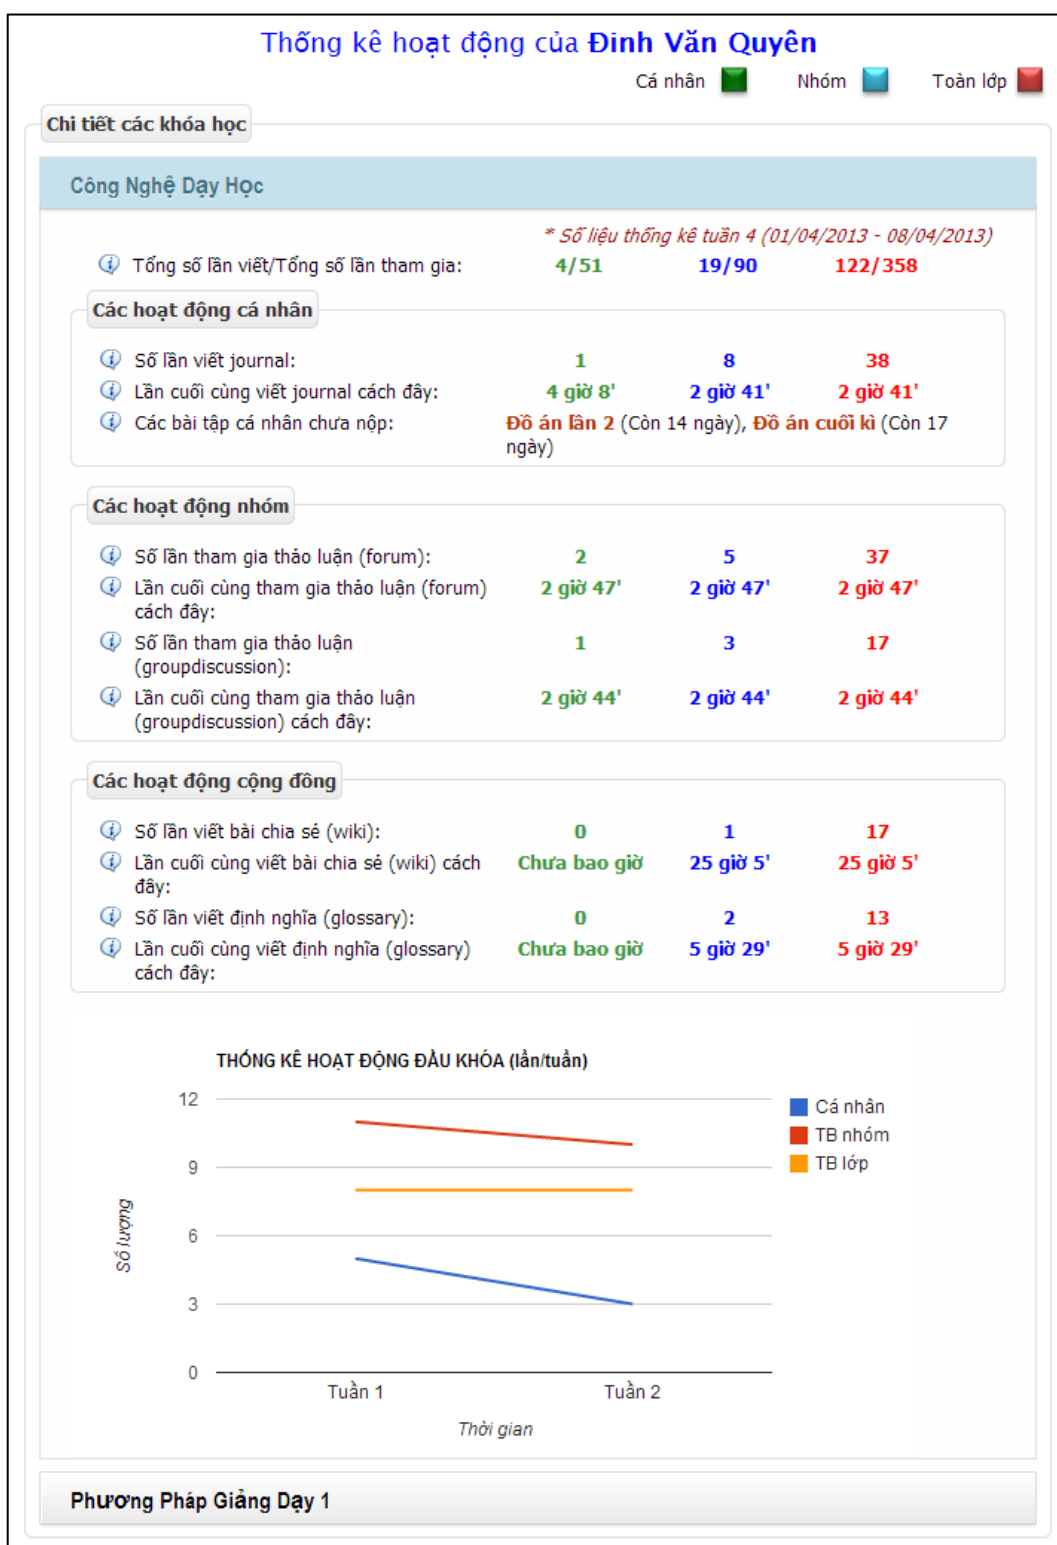 Thống kê hoạt động của Đinh Văn Quyên
Cá nhân Nhóm Toàn lớp
Chi tiết các khóa học
Công Nghệ Dạy Học
* Số liệu thống kê tuần 4 (01/04/2013 - 08/04/2013)
Tổng số lần viết/Tổng số lần tham gia: 4/51 19/90 122/358
Các hoạt động cá nhân
Số lần viết journal: 1 8 38
Lần cuối cùng viết journal cách đây: 4 giờ 8' 2 giờ 41' 2 giờ 41'
Các bài tập cá nhân chưa nộp: Đồ án lần 2 (Còn 14 ngày), Đồ án cuối kì (Còn 17
ngày)
Các hoạt động nhóm
Số lần tham gia thảo luận (forum): 2 5 37
Lần cuối cùng tham gia thảo luận (forum) 2 giờ 47' 2 giờ 47' 2 giờ 47'
cách đây:
Số lần tham gia thảo luận 1 3 17
(groupdiscussion):
Lần cuối cùng tham gia thảo luận 2 giờ 44' 2 giờ 44' 2 giờ 44'
(groupdiscussion) cách đây:
Các hoạt động cộng đồng
Số lần viết bài chia sẻ (wiki): 0 1 17
Lần cuối cùng viết bài chia sẻ (wiki) cách Chưa bao giờ 25 giờ 5' 25 giờ 5'
đây:
Số lần viết định nghĩa (glossary): 0 2 13
Lần cuối cùng viết định nghĩa (glossary) Chưa bao giờ 5 giờ 29' 5 giờ 29'
cách đây:
THỐNG KÊ HOẠT ĐỘNG ĐẦU KHÓA (lần/tuần)
12
9
6
3
0
Số lượng
Cá nhân
TB nhóm
TB lớp
Tuần 1 Tuần 2
Thời gian
Phương Pháp Giảng Dạy 1